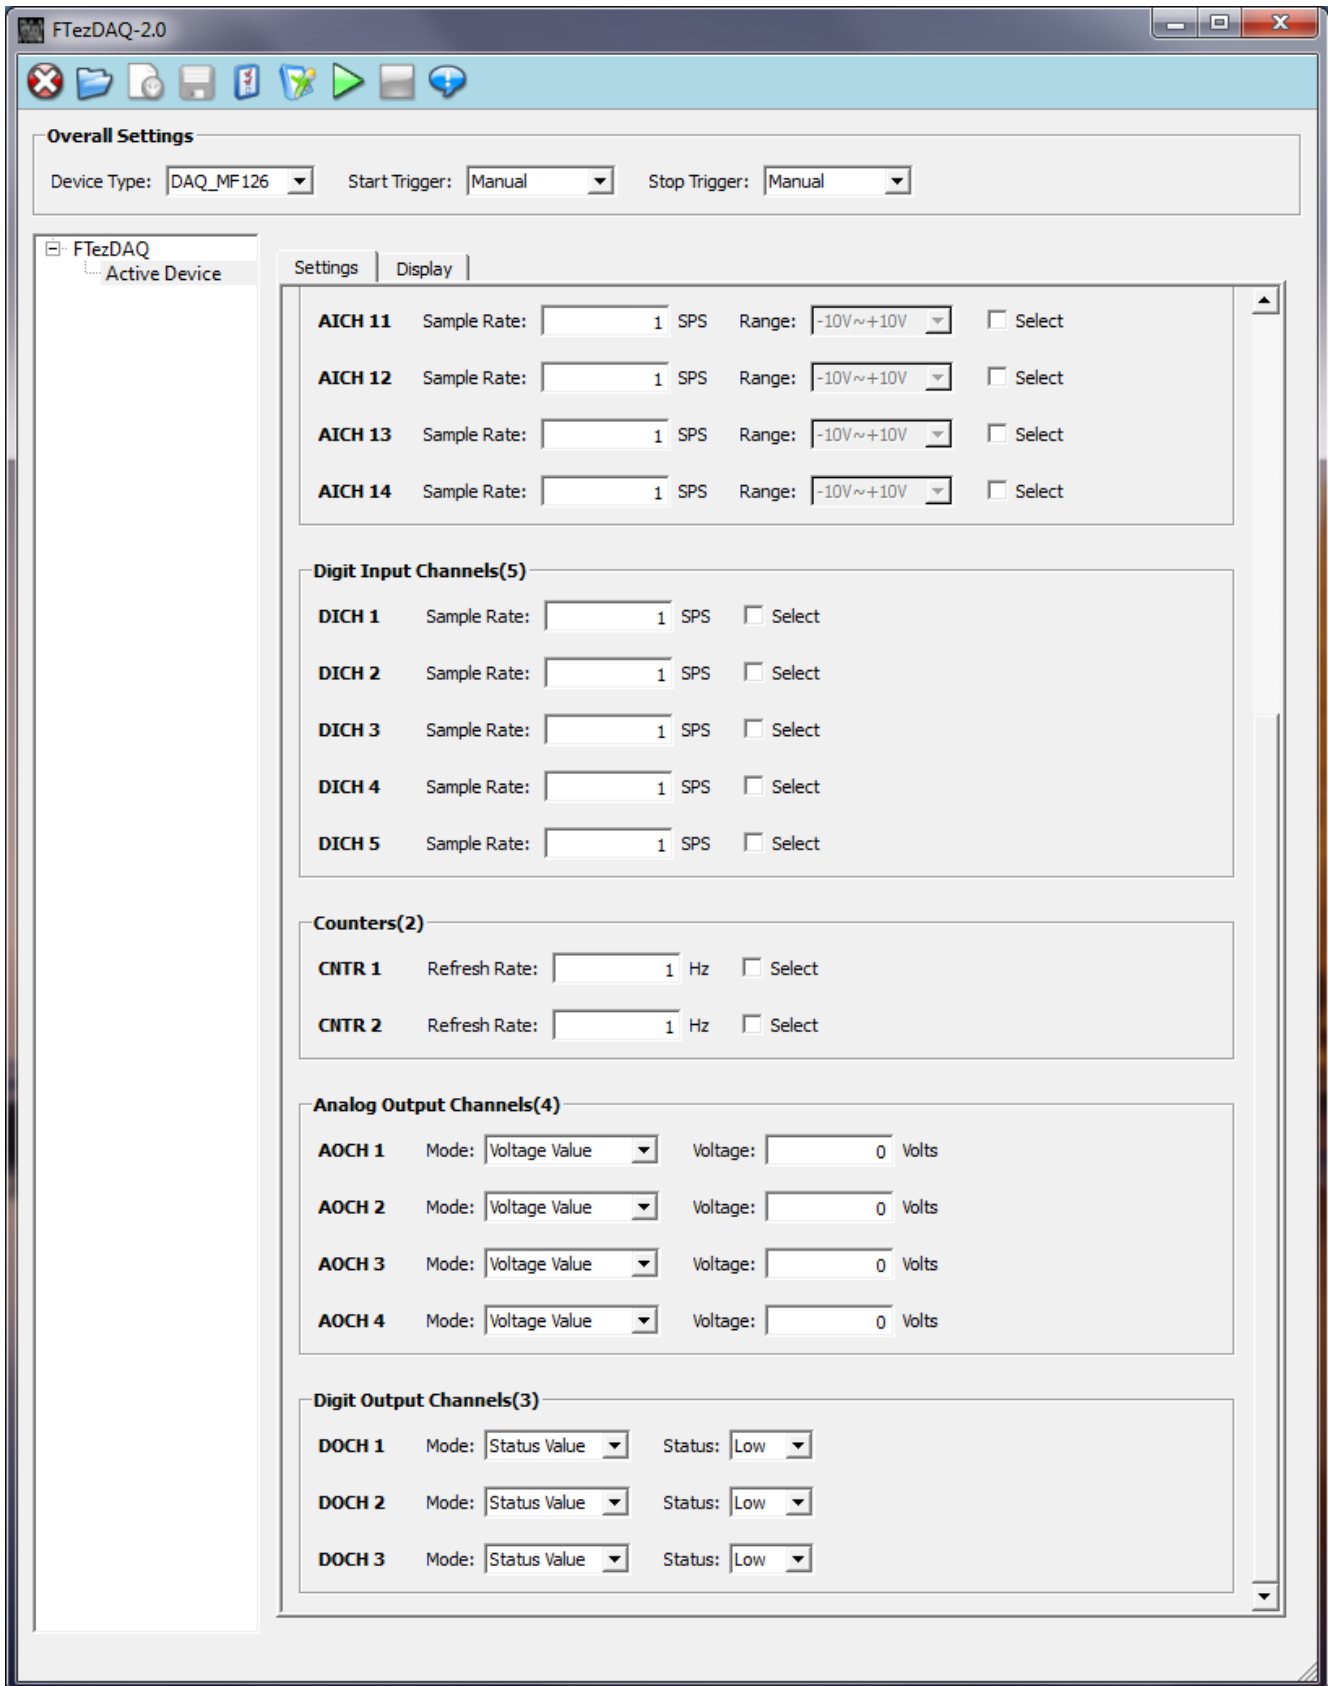 FTezDAQ-2.0
Overall Settings
Device Type: DAQ_MF126 Start Trigger: Manual Stop Trigger: Manual
FTezDAQ
Active Device
Settings Display
AICH 11 Sample Rate: 1 SPS Range: -10V~+10V Select
AICH 12 Sample Rate: 1 SPS Range: -10V~+10V Select
AICH 13 Sample Rate: 1 SPS Range: -10V~+10V Select
AICH 14 Sample Rate: 1 SPS Range: -10V~+10V Select
Digit Input Channels(5)
DICH 1 Sample Rate: 1 SPS Select
DICH 2 Sample Rate: 1 SPS Select
DICH 3 Sample Rate: 1 SPS Select
DICH 4 Sample Rate: 1 SPS Select
DICH 5 Sample Rate: 1 SPS Select
Counters(2)
CNTR 1 Refresh Rate: 1 Hz Select
CNTR 2 Refresh Rate: 1 Hz Select
Analog Output Channels(4)
AOCH 1 Mode: Voltage Value Voltage: 0 Volts
AOCH 2 Mode: Voltage Value Voltage: 0 Volts
AOCH 3 Mode: Voltage Value Voltage: 0 Volts
AOCH 4 Mode: Voltage Value Voltage: 0 Volts
Digit Output Channels(3)
DOCH 1 Mode: Status Value Status: Low
DOCH 2 Mode: Status Value Status: Low
DOCH 3 Mode: Status Value Status: Low